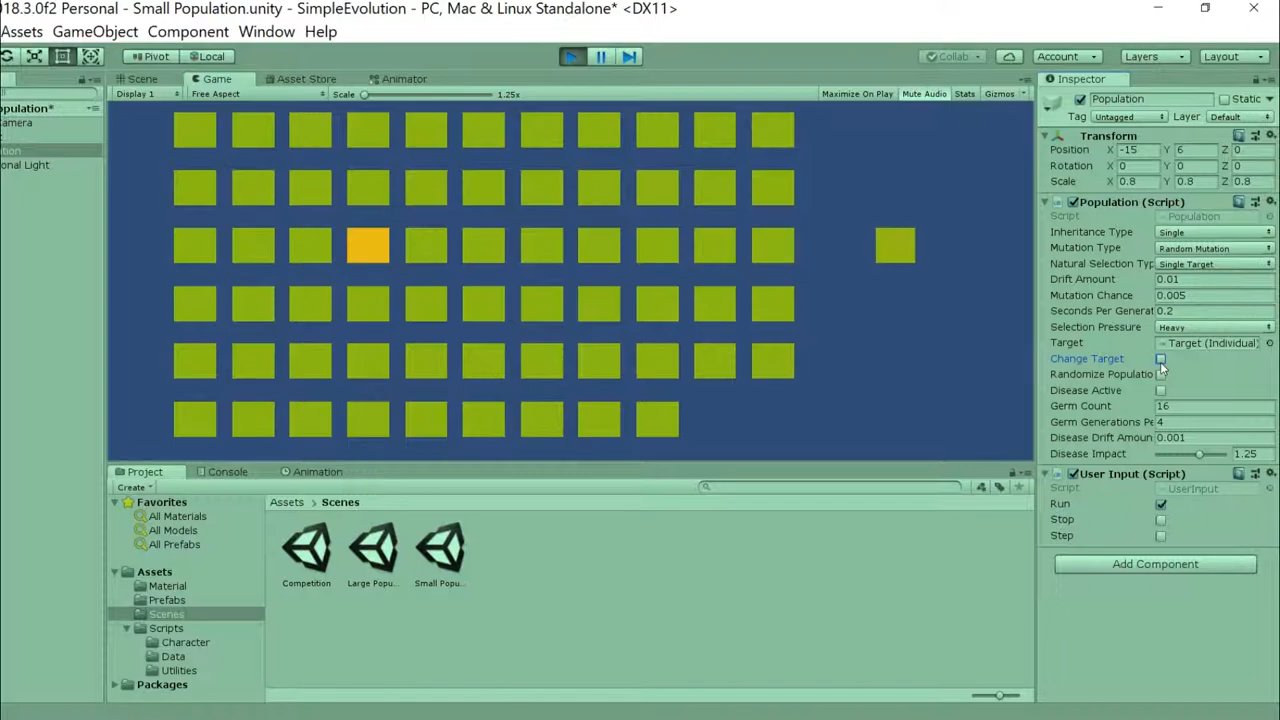 018.3.0f2 Personal - Small Population.unity - SimpleEvolution - PC, Mac & Linux Standalone* <DX11>
Assets GameObject Component Window Help
Pivot Local Collab Account Layers Layout
Scene Game Asset Store Animator Inspector
Display 1 Free Aspect Scale 1.25x Maximize On Play Mute Audio Stats Gizmos
opulation*
Camera
tion
onal Light
Population Static
Tag Untagged Layer Default
Transform
Position X -15 Y 6 Z 0
Rotation X 0 Y 0 Z 0
Scale X 0.8 Y 0.8 Z 0.8
Population (Script)
Script Population
Inheritance Type Single
Mutation Type Random Mutation
Natural Selection Typ Single Target
Drift Amount 0.01
Mutation Chance 0.005
Seconds Per Generat 0.2
Selection Pressure Heavy
Target Target (Individual)
Change Target
Randomize Populatio
Disease Active
Germ Count 16
Germ Generations Pe 4
Disease Drift Amoun 0.001
Disease Impact 1.25
User Input (Script)
Script UserInput
Run
Stop
Step
Add Component
Project Console Animation
Create
Favorites
All Materials
All Models
All Prefabs
Assets
Material
Prefabs
Scenes
Scripts
Character
Data
Utilities
Packages
Assets Scenes
Competition Large Popu... Small Popu...